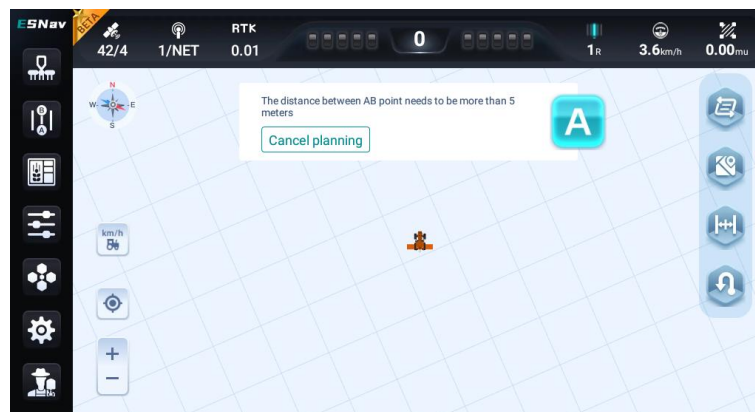 ESNav
BETA
42/4
1/NET
RTK
0.01
0
1R
3.6km/h
0.00mu
N
W
E
S
The distance between AB point needs to be more than 5
meters
Cancel planning
A
B
A
km/h
+
−